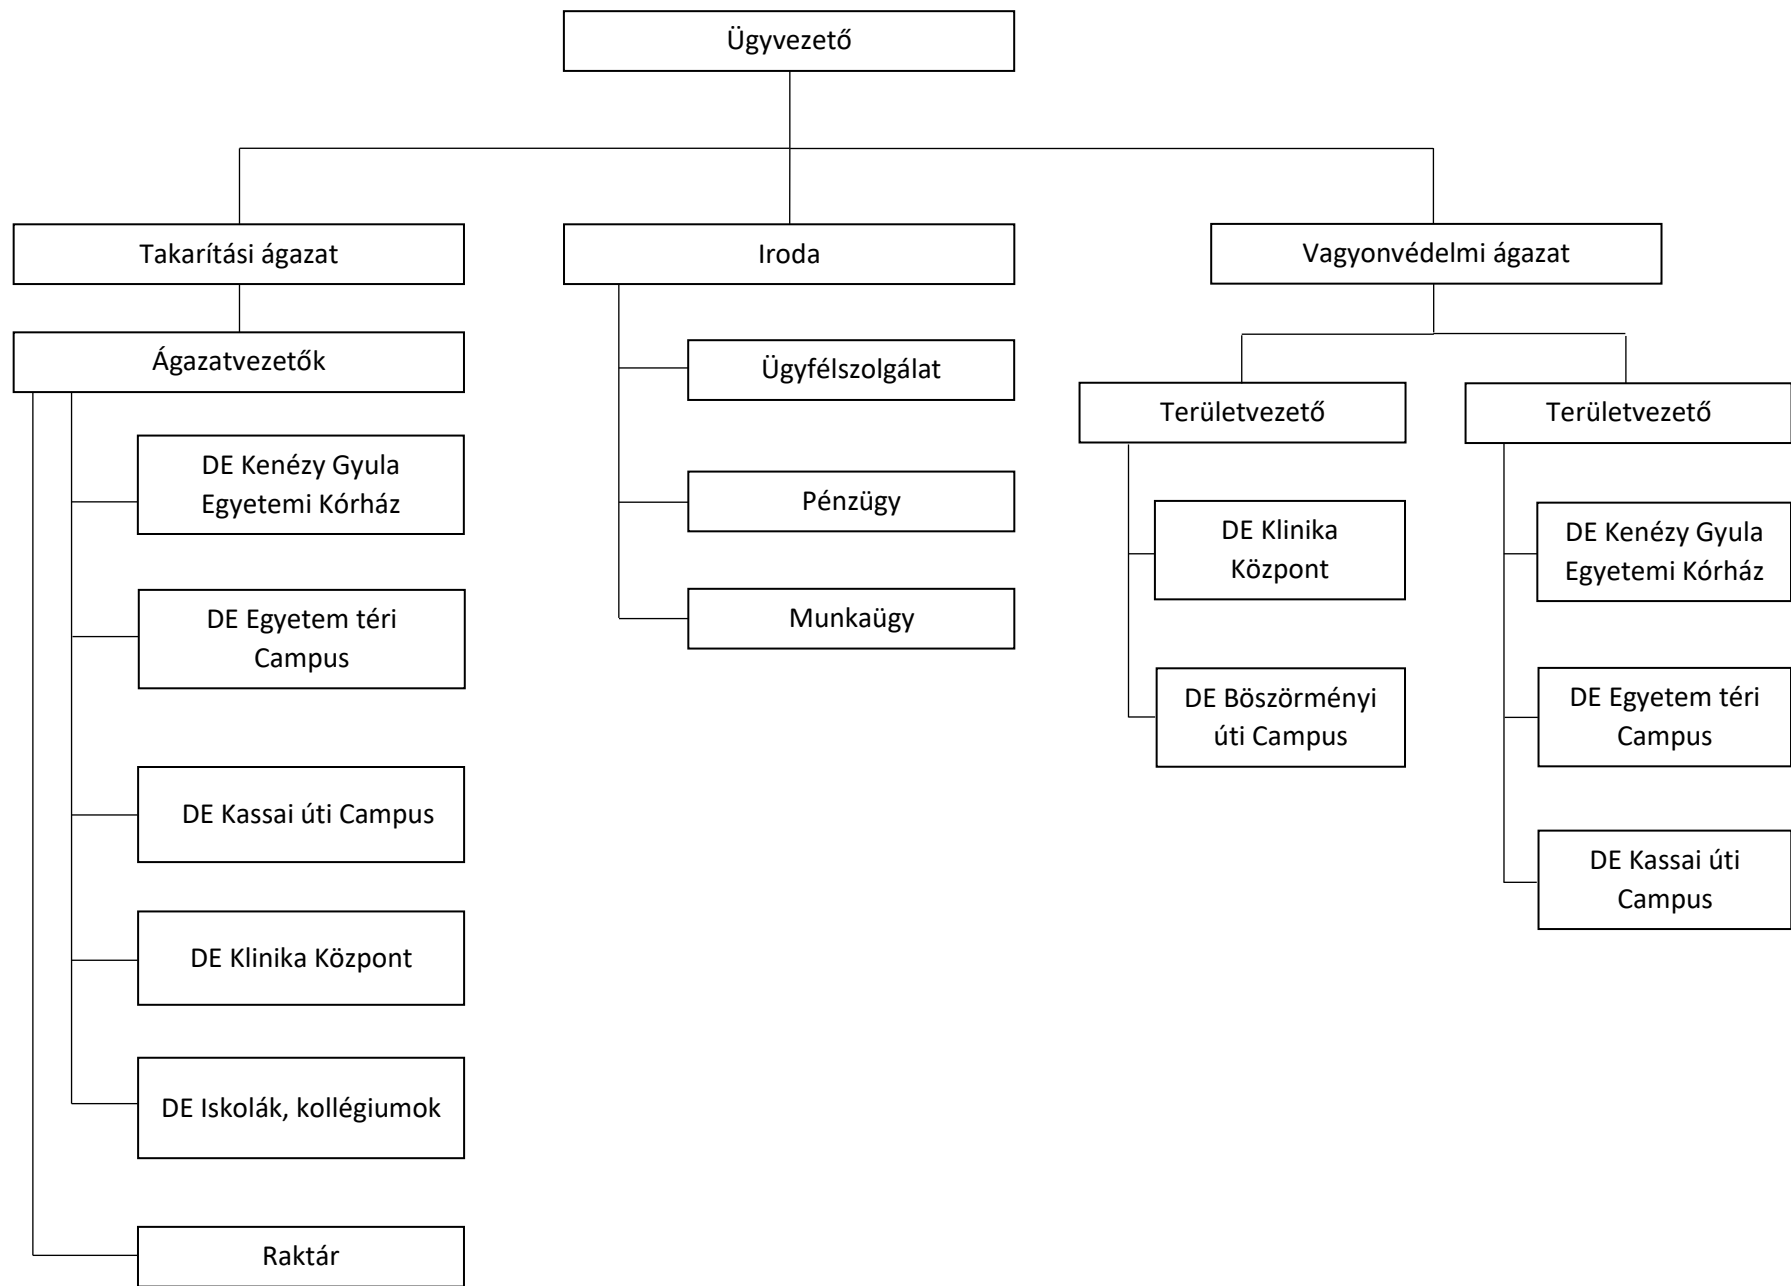 Ügyvezető
Takarítási ágazat
Ágazatvezetők
DE Kenézy Gyula
Egyetemi Kórház
DE Egyetem téri
Campus
DE Kassai úti Campus
DE Klinika Központ
DE Iskolák, kollégiumok
Raktár
Iroda
Ügyfélszolgálat
Pénzügy
Munkaügy
Vagyonvédelmi ágazat
Területvezető
DE Klinika
Központ
DE Böszörményi
úti Campus
Területvezető
DE Kenézy Gyula
Egyetemi Kórház
DE Egyetem téri
Campus
DE Kassai úti
Campus